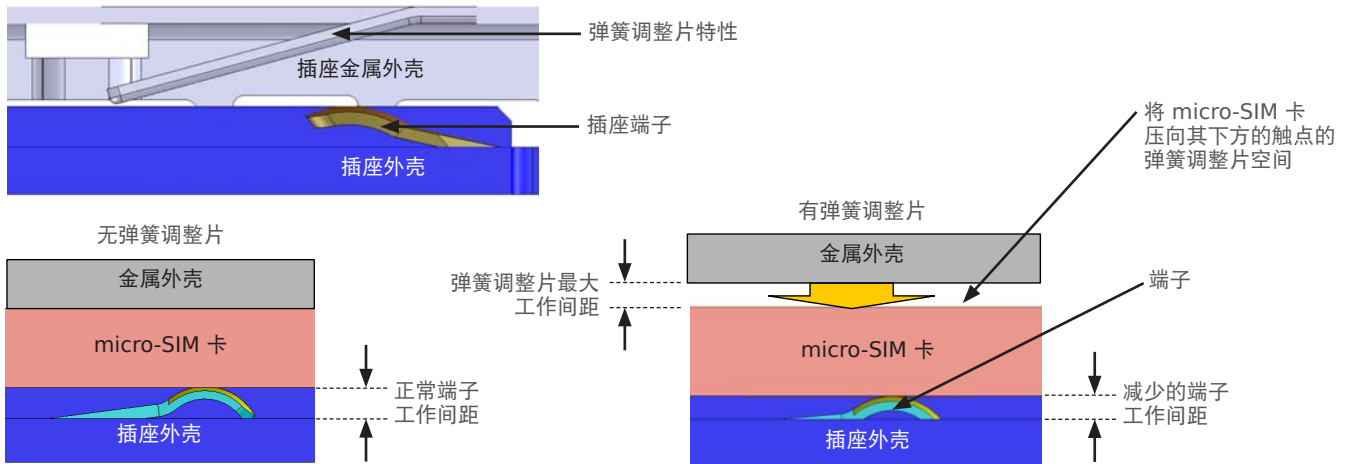 弹簧调整片特性
插座金属外壳
插座端子
插座外壳
将 micro-SIM 卡
压向其下方的触点的
弹簧调整片空间
无弹簧调整片
金属外壳
micro-SIM 卡
正常端子
工作间距
插座外壳
有弹簧调整片
金属外壳
弹簧调整片最大
工作间距
端子
micro-SIM 卡
减少的端子
工作间距
插座外壳